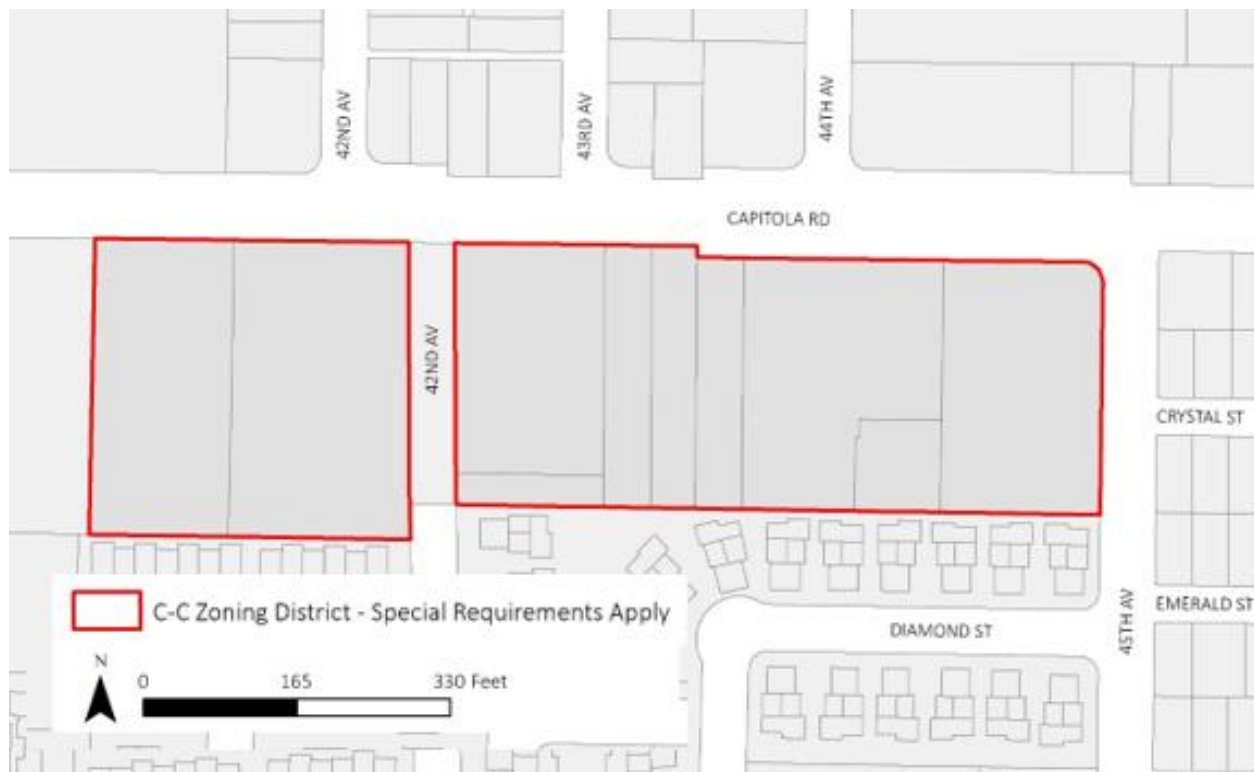 42ND AV
43RD AV
44TH AV
CAPITOLA RD
42ND AV
CRYSTAL ST
EMERALD ST
DIAMOND ST
45TH AV
C-C Zoning District - Special Requirements Apply
N
0 165 330 Feet